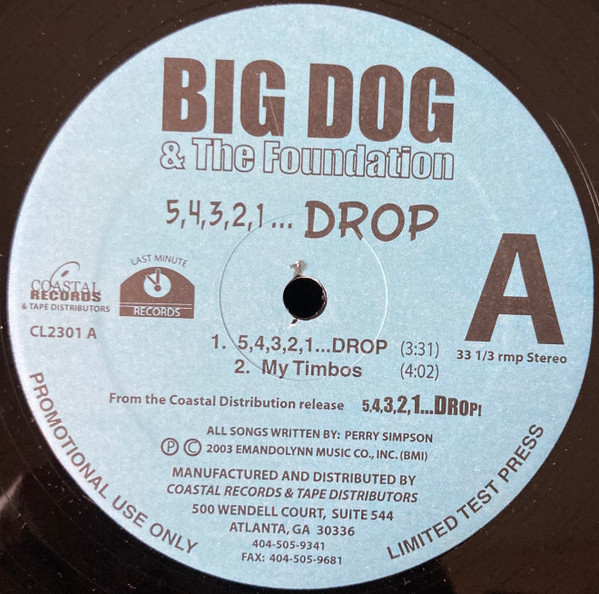 BIG DOG
& The Foundation
5,4,3,2,1... DROP
COASTAL
RECORDS
& TAPE DISTRIBUTORS
LAST MINUTE
RECORDS
CL2301 A
A
33 1/3 rmp Stereo
1. 5,4,3,2,1...DROP (3:31)
2. My Timbos (4:02)
From the Coastal Distribution release 5,4,3,2,1...DROP!
ALL SONGS WRITTEN BY: PERRY SIMPSON
Ⓟ © 2003 EMANDOLYNN MUSIC CO., INC. (BMI)
MANUFACTURED AND DISTRIBUTED BY
COASTAL RECORDS & TAPE DISTRIBUTORS
500 WENDELL COURT, SUITE 544
ATLANTA, GA 30336
404-505-9341
FAX: 404-505-9681
PROMOTIONAL USE ONLY
LIMITED TEST PRESS